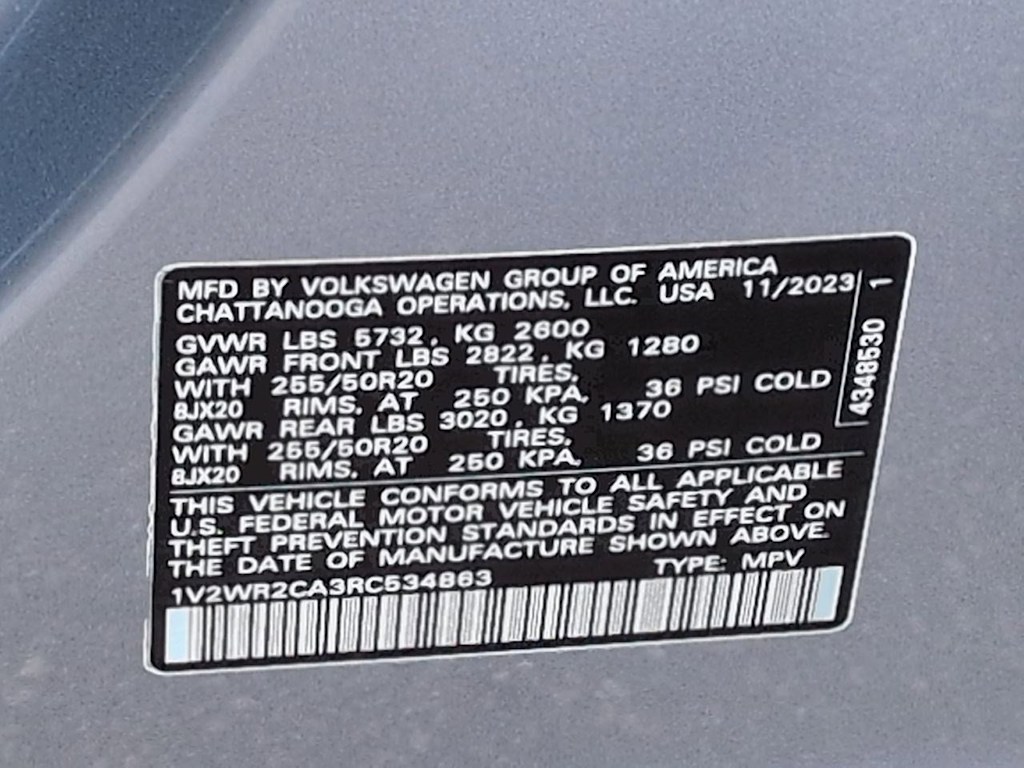 MFD BY VOLKSWAGEN GROUP OF AMERICA
CHATTANOOGA OPERATIONS, LLC. USA 11/2023
GVWR LBS 5732, KG 2600
GAWR FRONT LBS 2822, KG 1280
WITH 255/50R20 TIRES,
8JX20 RIMS, AT 250 KPA, 36 PSI COLD
GAWR REAR LBS 3020, KG 1370
WITH 255/50R20 TIRES,
8JX20 RIMS, AT 250 KPA, 36 PSI COLD
4348530 1
THIS VEHICLE CONFORMS TO ALL APPLICABLE
U.S. FEDERAL MOTOR VEHICLE SAFETY AND
THEFT PREVENTION STANDARDS IN EFFECT ON
THE DATE OF MANUFACTURE SHOWN ABOVE.
1V2WR2CA3RC534863 TYPE: MPV